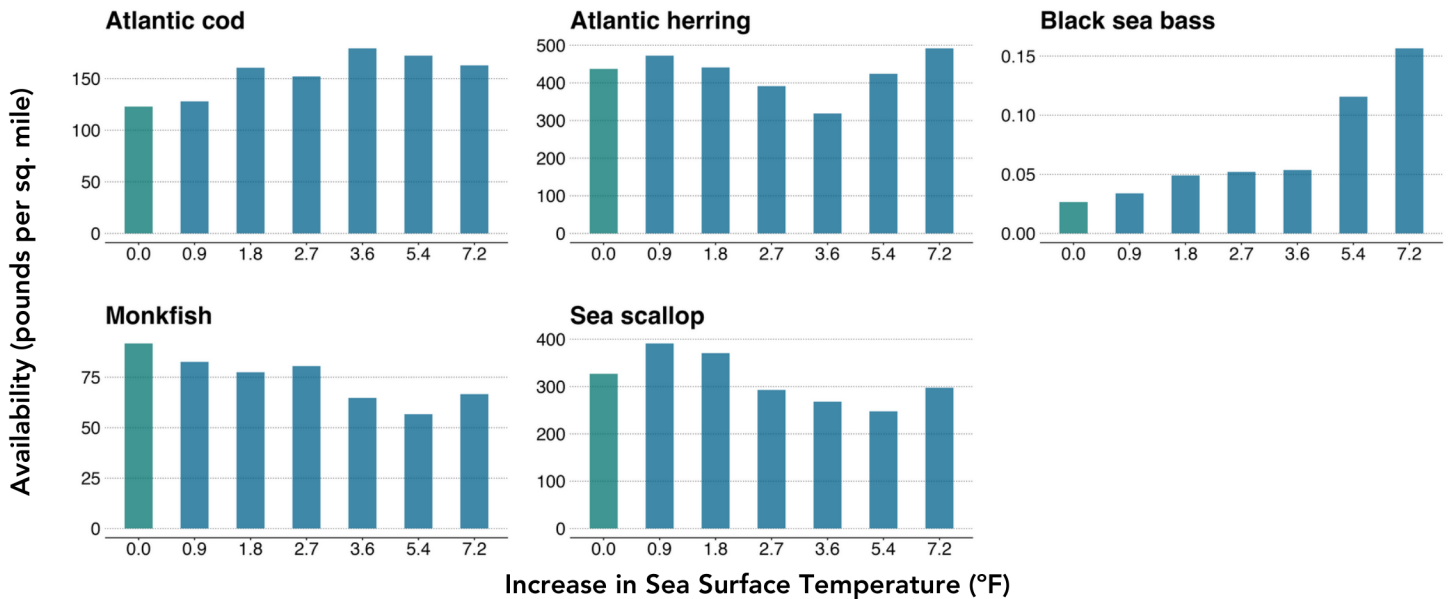 Atlantic cod
150
100
50
0
0.0 0.9 1.8 2.7 3.6 5.4 7.2
Atlantic herring
500
400
300
200
100
0
0.0 0.9 1.8 2.7 3.6 5.4 7.2
Black sea bass
0.15
0.10
0.05
0.00
0.0 0.9 1.8 2.7 3.6 5.4 7.2
Availability (pounds per sq. mile)
Monkfish
75
50
25
0
0.0 0.9 1.8 2.7 3.6 5.4 7.2
Sea scallop
400
300
200
100
0
0.0 0.9 1.8 2.7 3.6 5.4 7.2
Increase in Sea Surface Temperature (°F)